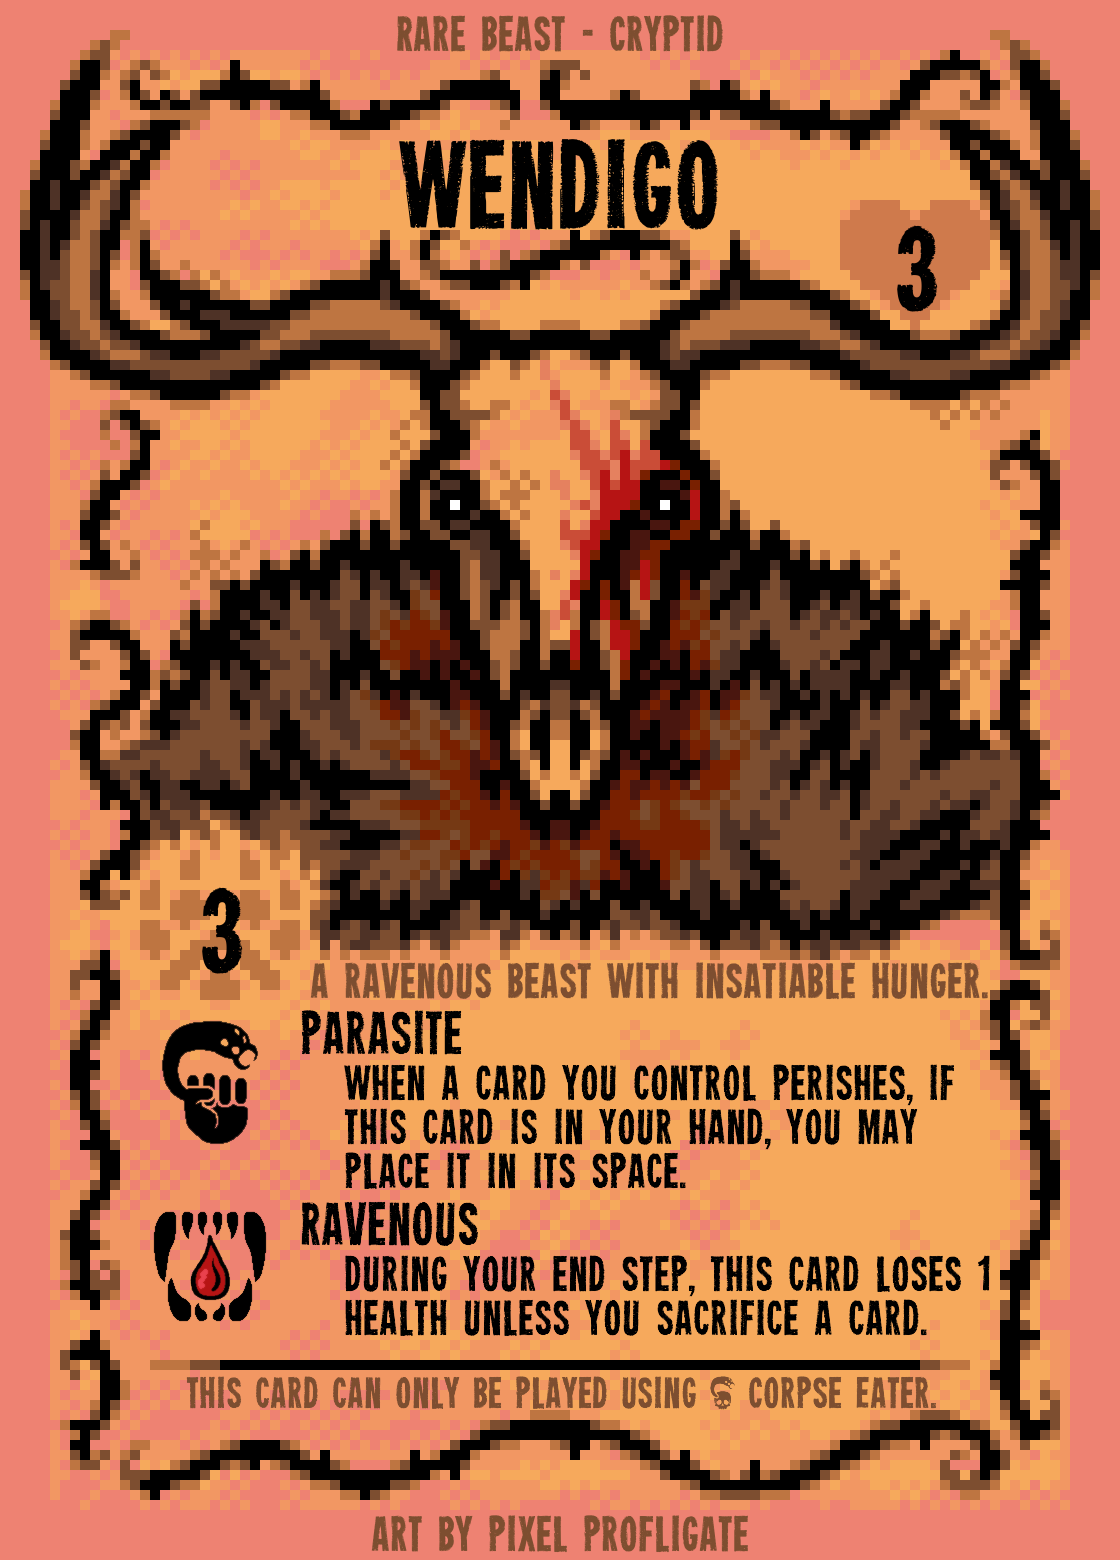 RARE BEAST - CRYPTID
WENDIGO
3
3
A RAVENOUS BEAST WITH INSATIABLE HUNGER.
PARASITE
WHEN A CARD YOU CONTROL PERISHES, IF
THIS CARD IS IN YOUR HAND, YOU MAY
PLACE IT IN ITS SPACE.
RAVENOUS
DURING YOUR END STEP, THIS CARD LOSES 1
HEALTH UNLESS YOU SACRIFICE A CARD.
THIS CARD CAN ONLY BE PLAYED USING CORPSE EATER.
ART BY PIXEL PROFLIGATE